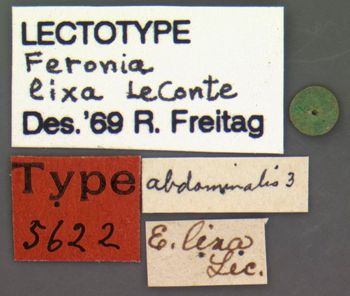 LECTOTYPE
Feronia
lixa LeConte
Des.'69 R. Freitag
Type
5622
abdominalis 3
E. lixa
Lec.